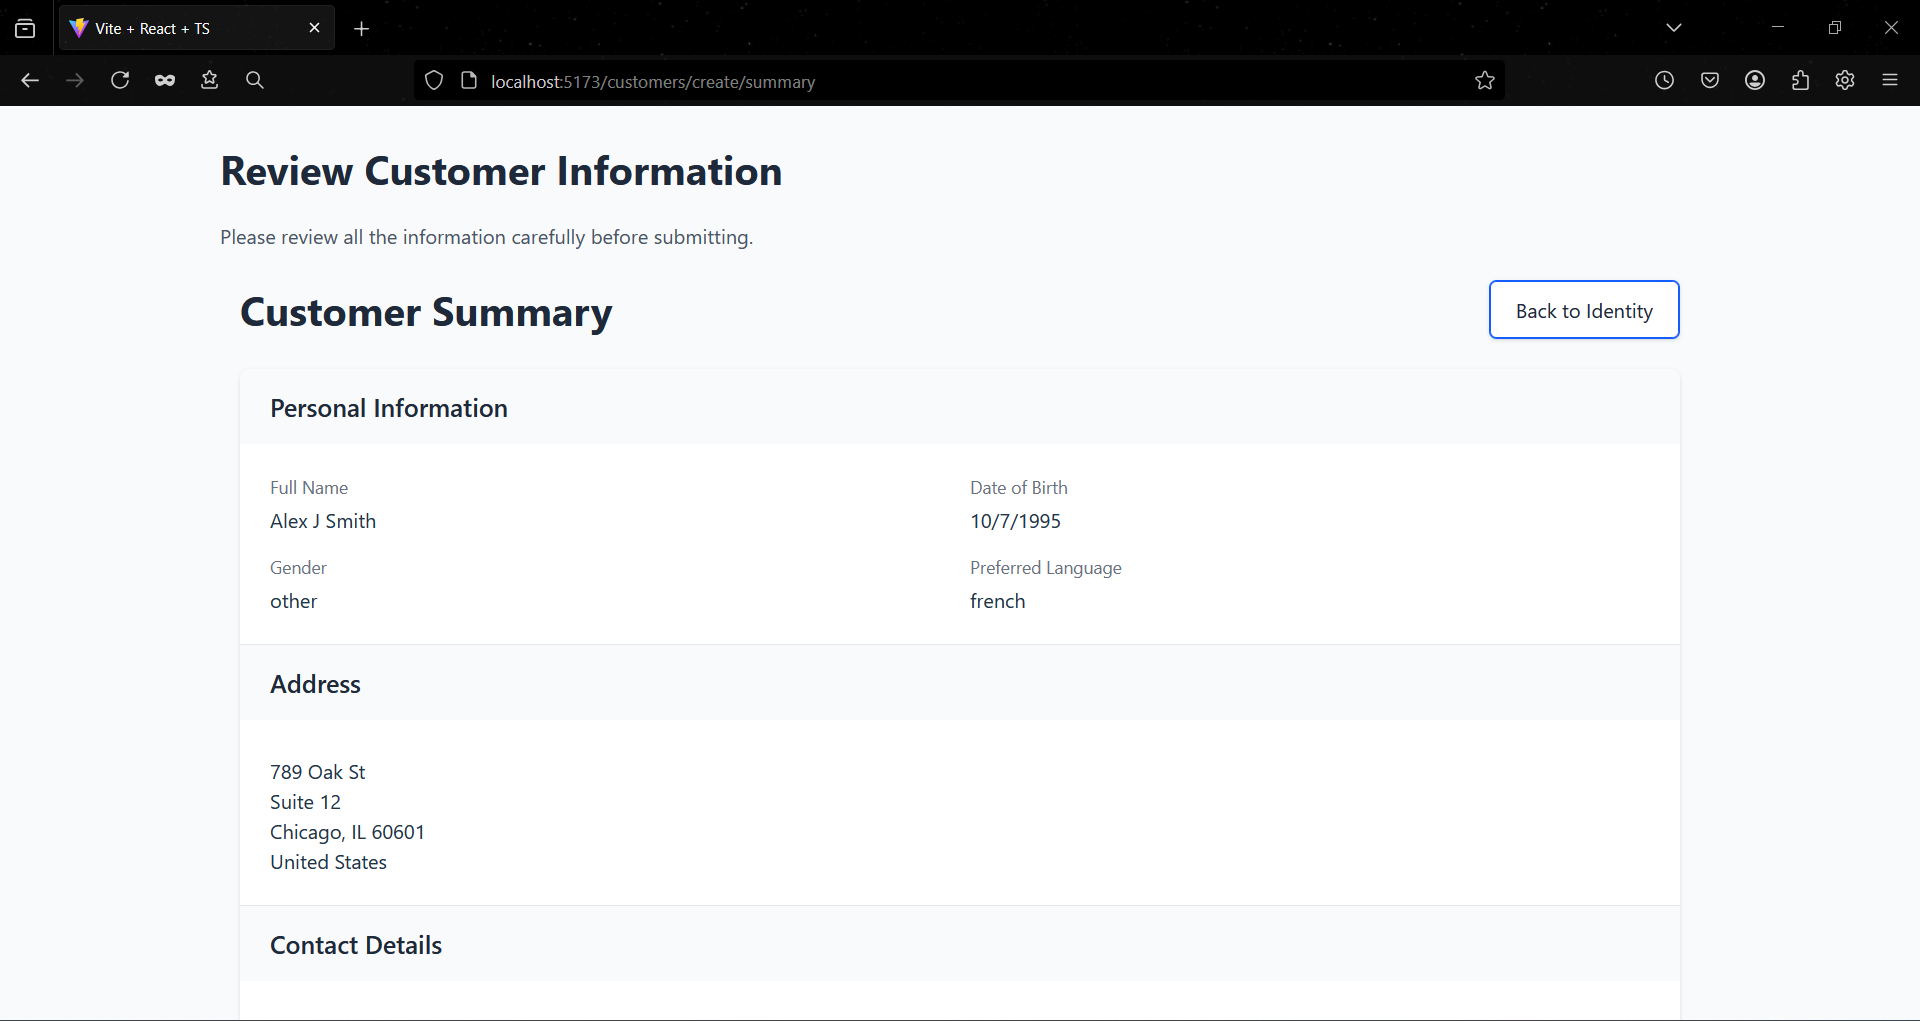 Vite + React + TS
localhost:5173/customers/create/summary
Review Customer Information
Please review all the information carefully before submitting.
Customer Summary
Back to Identity
Personal Information
Full Name
Date of Birth
Alex J Smith
10/7/1995
Gender
Preferred Language
other
french
Address
789 Oak St
Suite 12
Chicago, IL 60601
United States
Contact Details